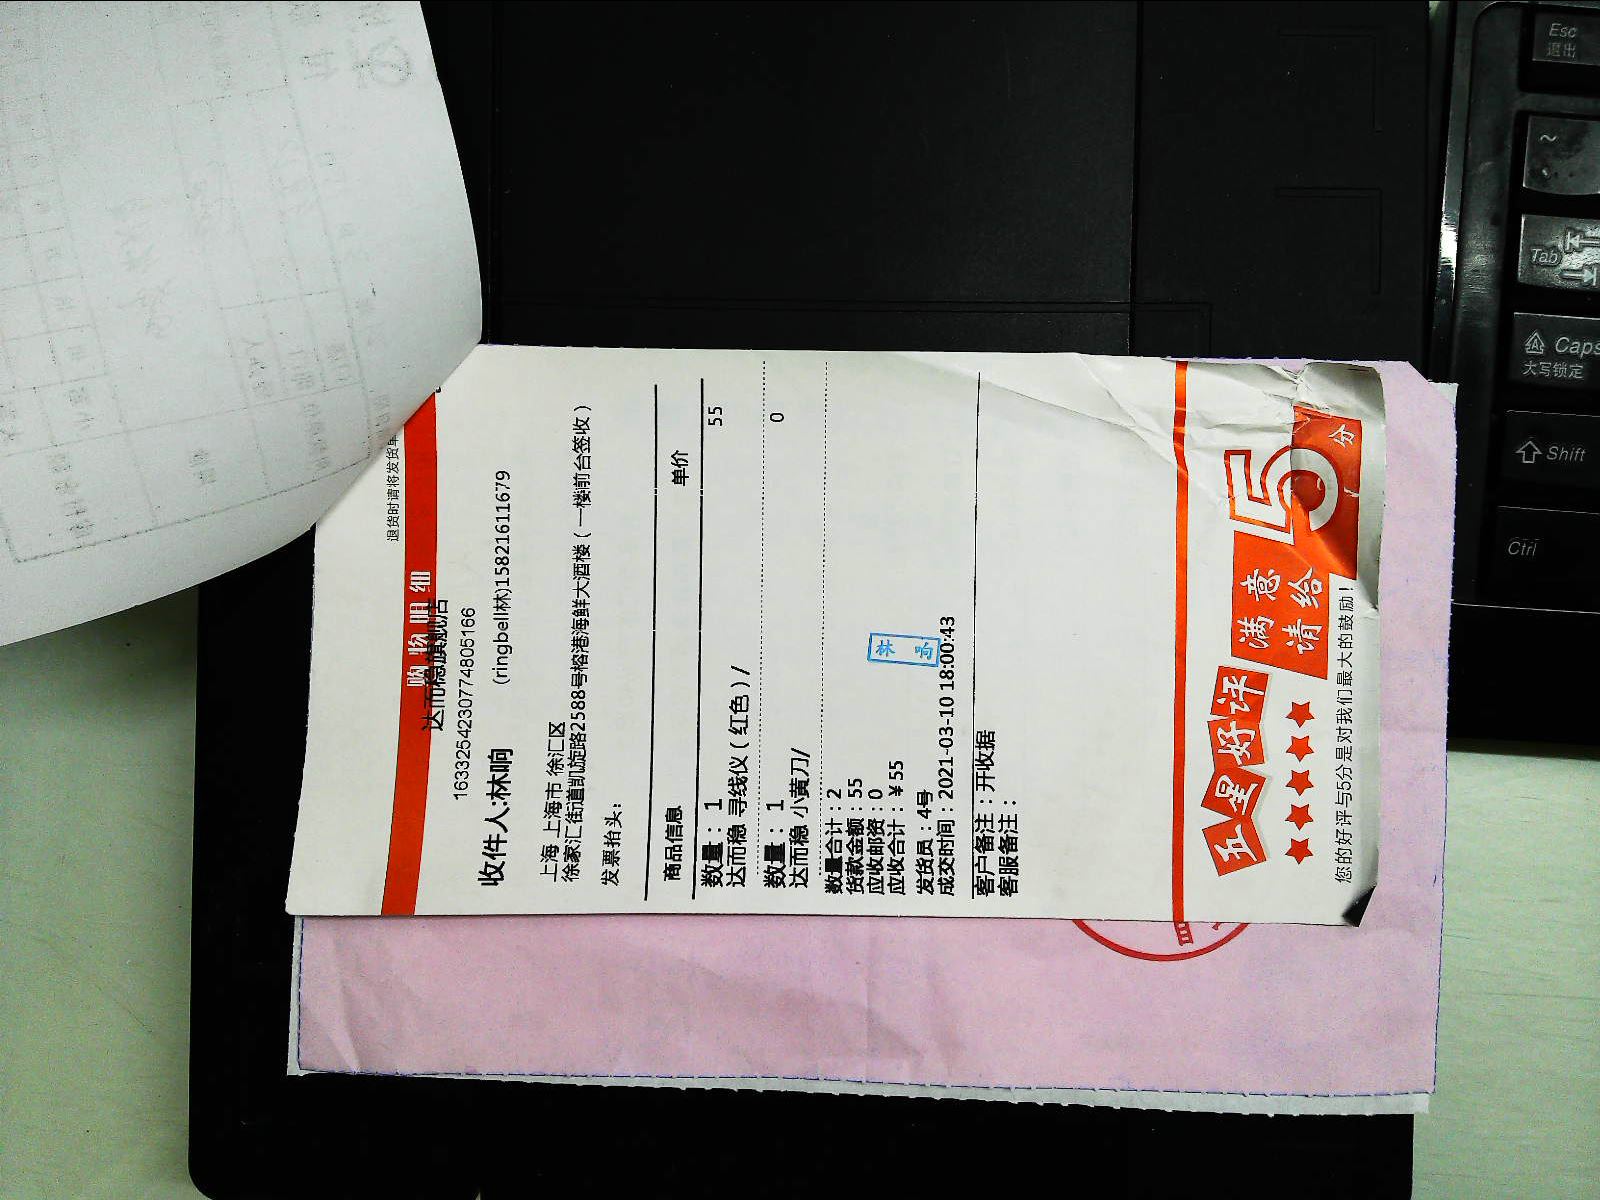 退货时请将发货单
购物明细
达而稳旗舰店
1633254230774805166
收件人:林响 (ringbell林)15821611679
上海 上海市 徐汇区
徐家汇街道凯旋路2588号榕港海鲜大酒楼(一楼前台签收)
发票抬头:
商品信息 单价
数量:1 55
达而稳 寻线仪(红色)/
数量:1 0
达而稳 小黄刀/
数量合计:2
货款金额:55
应收邮资:0
应收合计:¥55
林响
发货员:4号
成交时间:2021-03-10 18:00:43
客户备注:开收据
客服备注:
五星好评
满意
请给
5分
您的好评与5分是对我们最大的鼓励!
Esc
退出
~
Tab
Caps
大写锁定
Shift
Ctrl